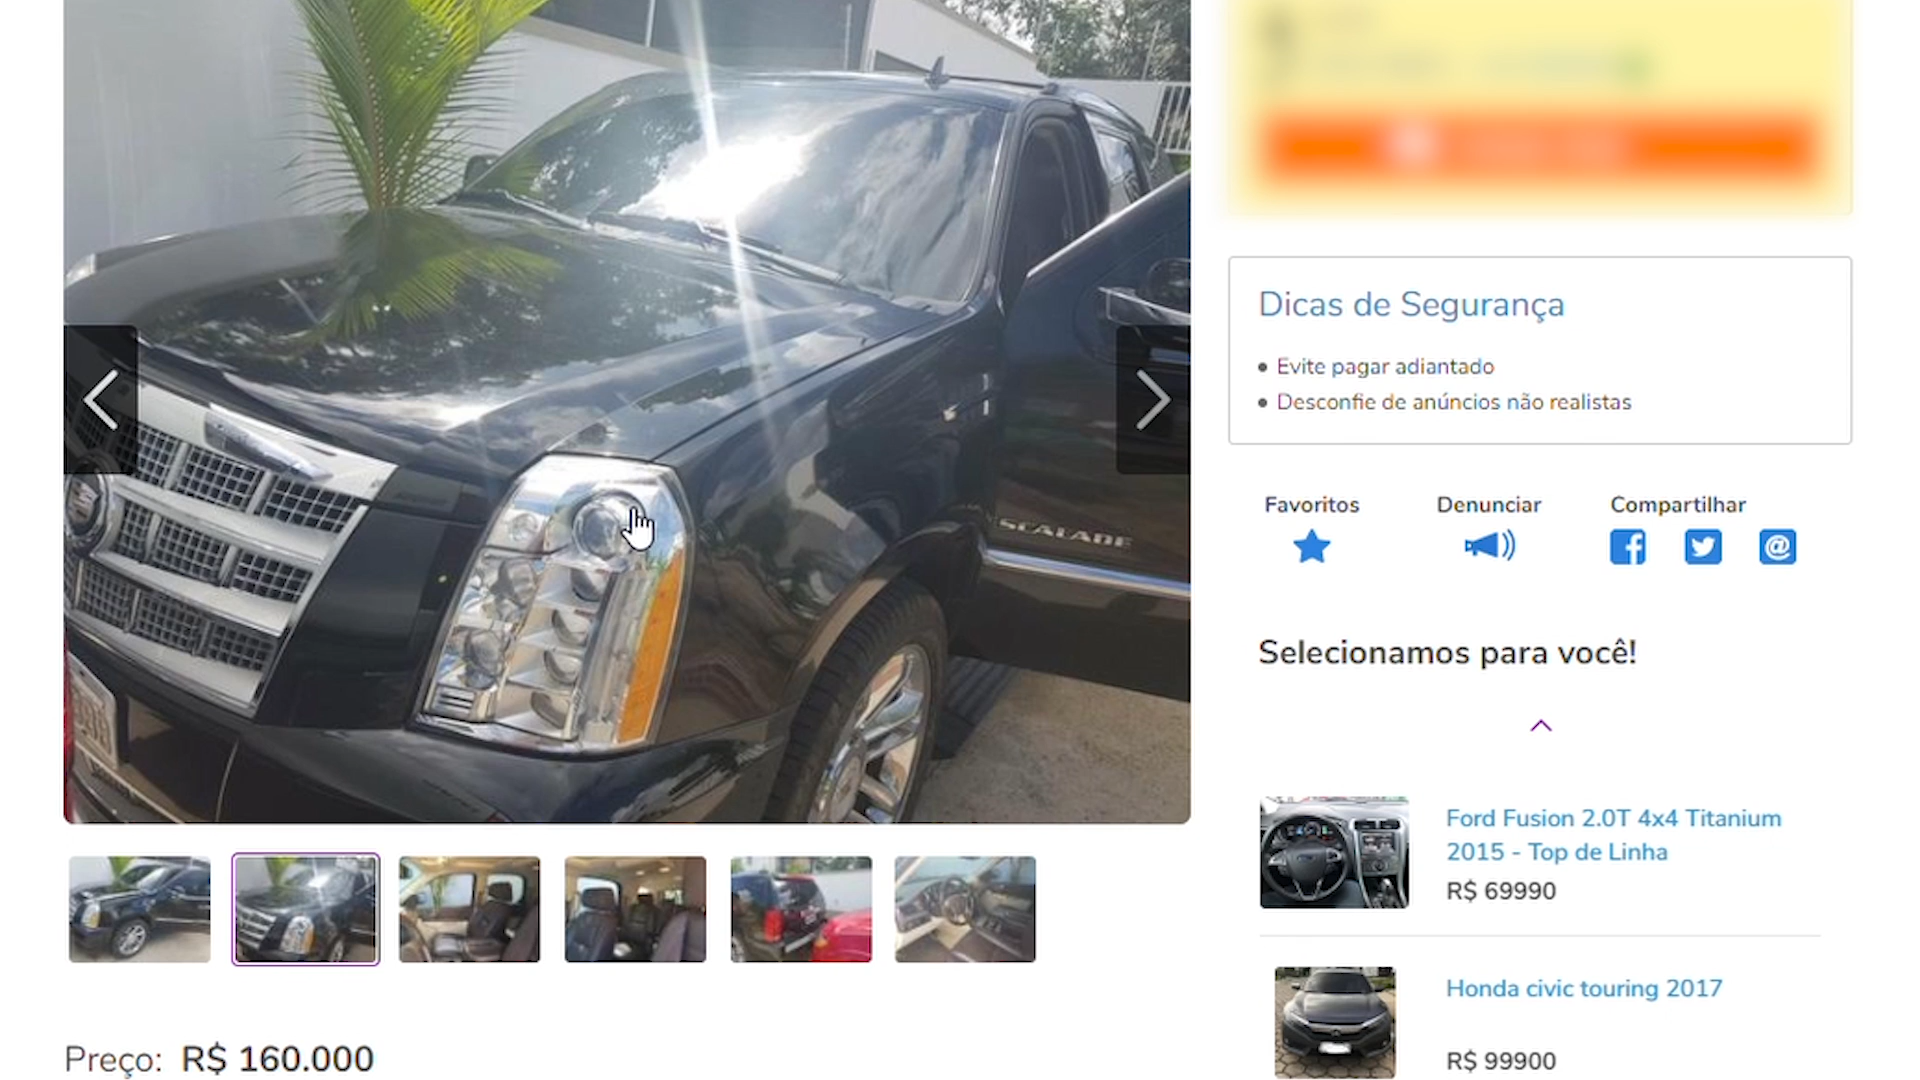 ESCALADE
Preço: R$ 160.000
Dicas de Segurança
• Evite pagar adiantado
• Desconfie de anúncios não realistas
Favoritos
Denunciar
Compartilhar
Selecionamos para você!
Ford Fusion 2.0T 4x4 Titanium
2015 - Top de Linha
R$ 69990
Honda civic touring 2017
R$ 99900